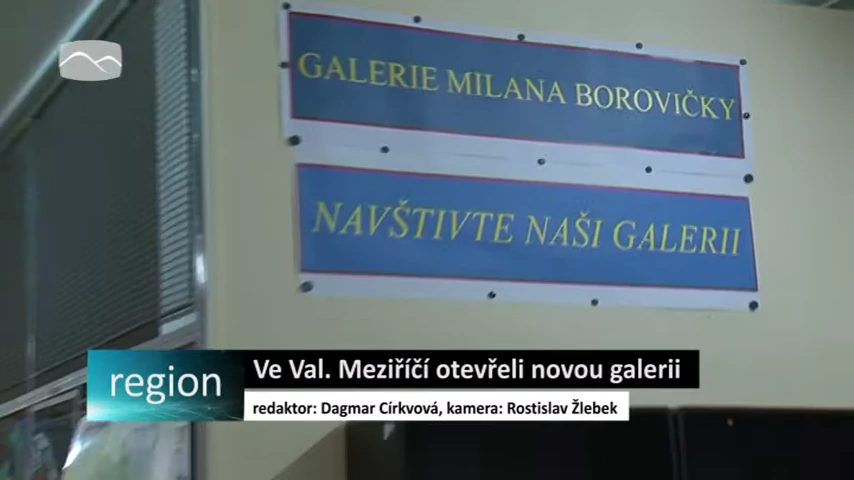 GALERIE MILANA BOROVIČKY
NAVŠTIVTE NAŠI GALERII
region
Ve Val. Meziříčí otevřeli novou galerii
redaktor: Dagmar Církvová, kamera: Rostislav Žlebek